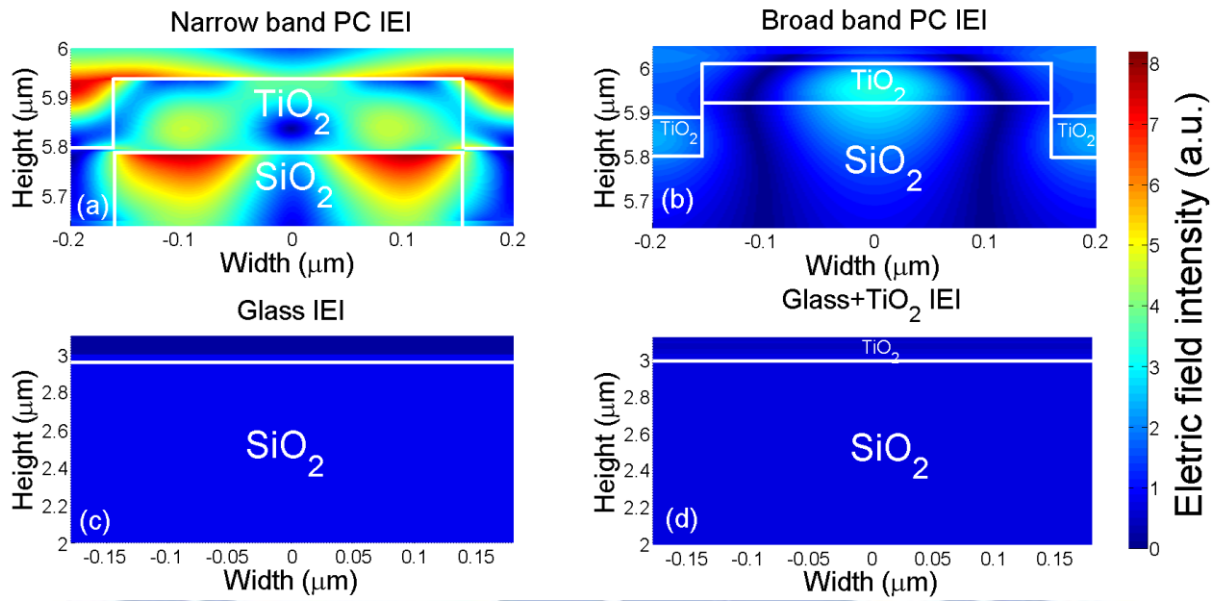 Narrow band PC IEI
Height (μm)
6
5.9
5.8
5.7
TiO2
SiO2
(a)
-0.2 -0.1 0 0.1 0.2
Width (μm)
Broad band PC IEI
Height (μm)
6
5.9
5.8
5.7
TiO2
TiO2
TiO2
SiO2
(b)
-0.2 -0.1 0 0.1 0.2
Width (μm)
Glass IEI
Height (μm)
3
2.8
2.6
2.4
2.2
2
SiO2
(c)
-0.15 -0.1 -0.05 0 0.05 0.1 0.15
Width (μm)
Glass+TiO2 IEI
Height (μm)
3
2.8
2.6
2.4
2.2
2
TiO2
SiO2
(d)
-0.15 -0.1 -0.05 0 0.05 0.1 0.15
Width (μm)
8
7
6
5
4
3
2
1
0
Eletric field intensity (a.u.)